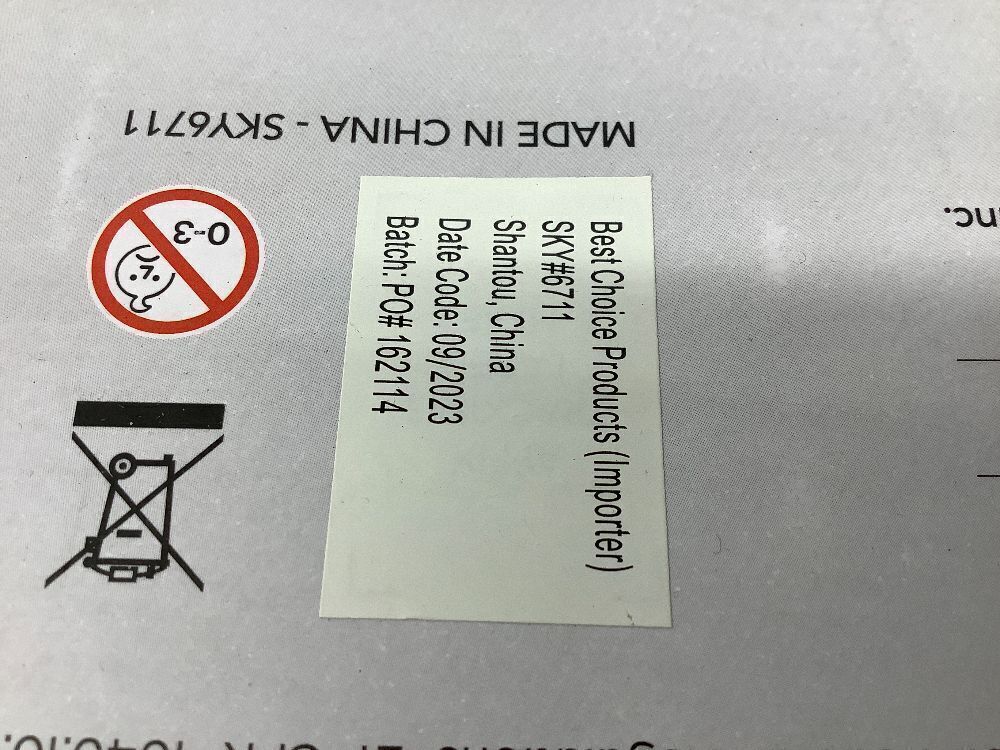 MADE IN CHINA - SKY6711
0-3
Best Choice Products (Importer)
SKY#6711
Shantou, China
Date Code: 09/2023
Batch: PO# 162114